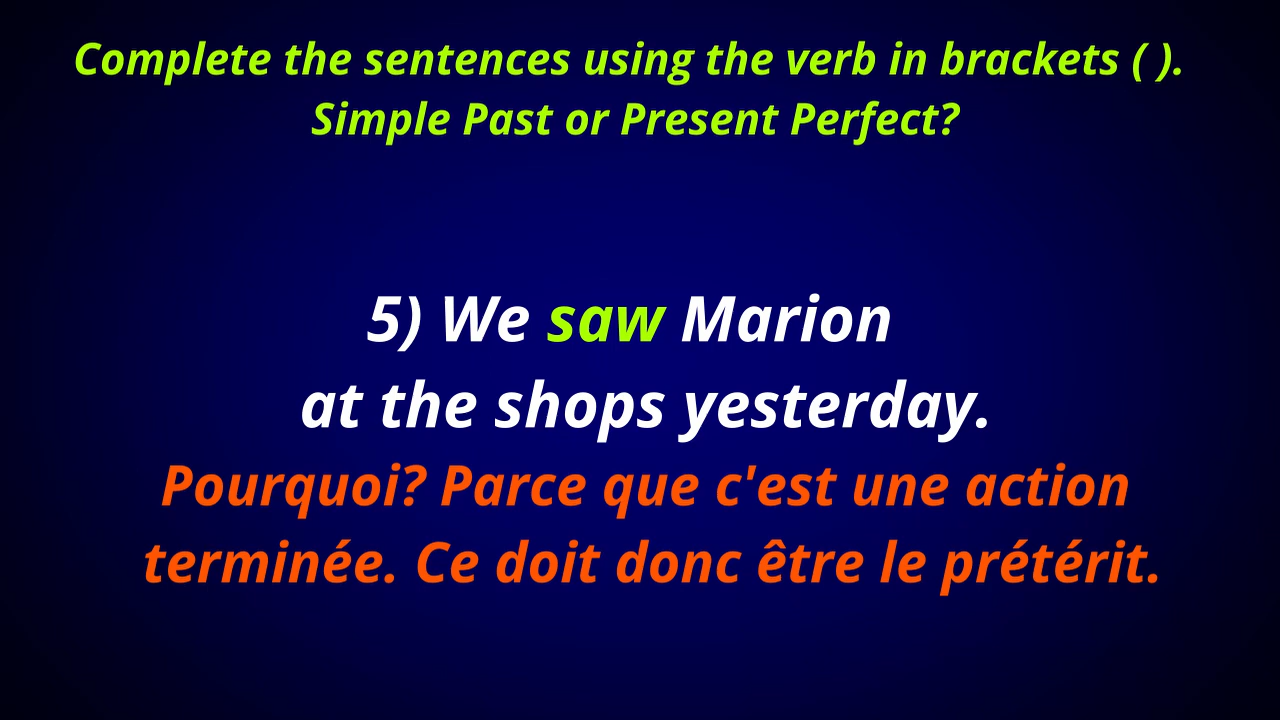 Complete the sentences using the verb in brackets ( ).
Simple Past or Present Perfect?
5) We saw Marion
at the shops yesterday.
Pourquoi? Parce que c'est une action
terminée. Ce doit donc être le prétérit.